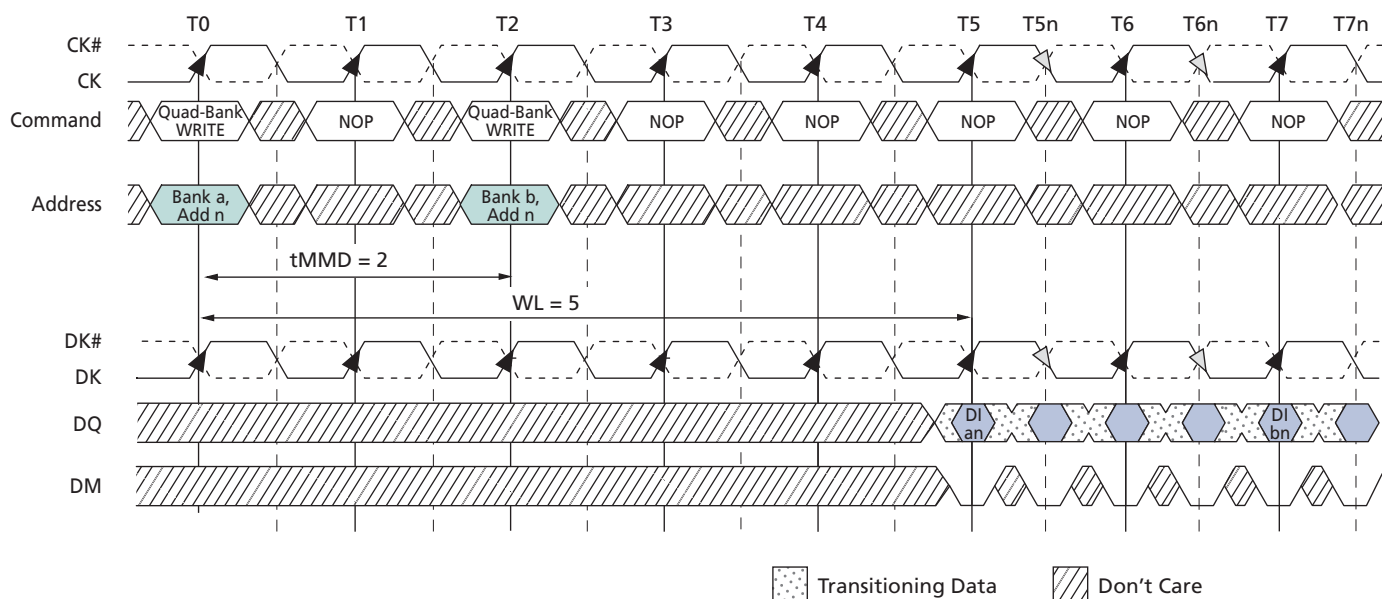 T0 T1 T2 T3 T4 T5 T5n T6 T6n T7 T7n
CK#
CK
Command Quad-Bank WRITE NOP Quad-Bank WRITE NOP NOP NOP NOP NOP
Address Bank a, Add n Bank b, Add n
tMMD = 2
WL = 5
DK#
DK
DQ DI an DI bn
DM
Transitioning Data Don't Care